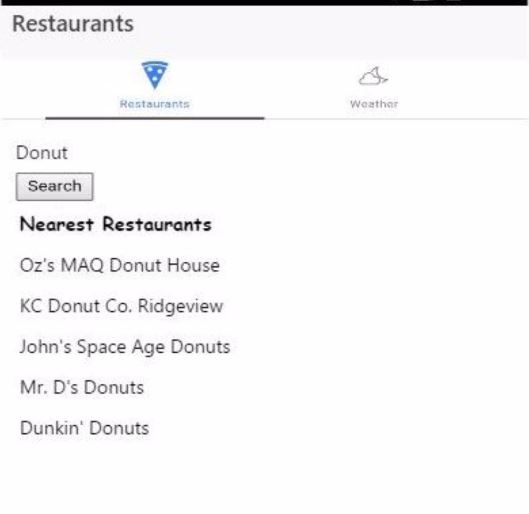 Restaurants
Restaurants
Weather
Donut
Search
Nearest Restaurants
Oz's MAQ Donut House
KC Donut Co. Ridgeview
John's Space Age Donuts
Mr. D's Donuts
Dunkin' Donuts